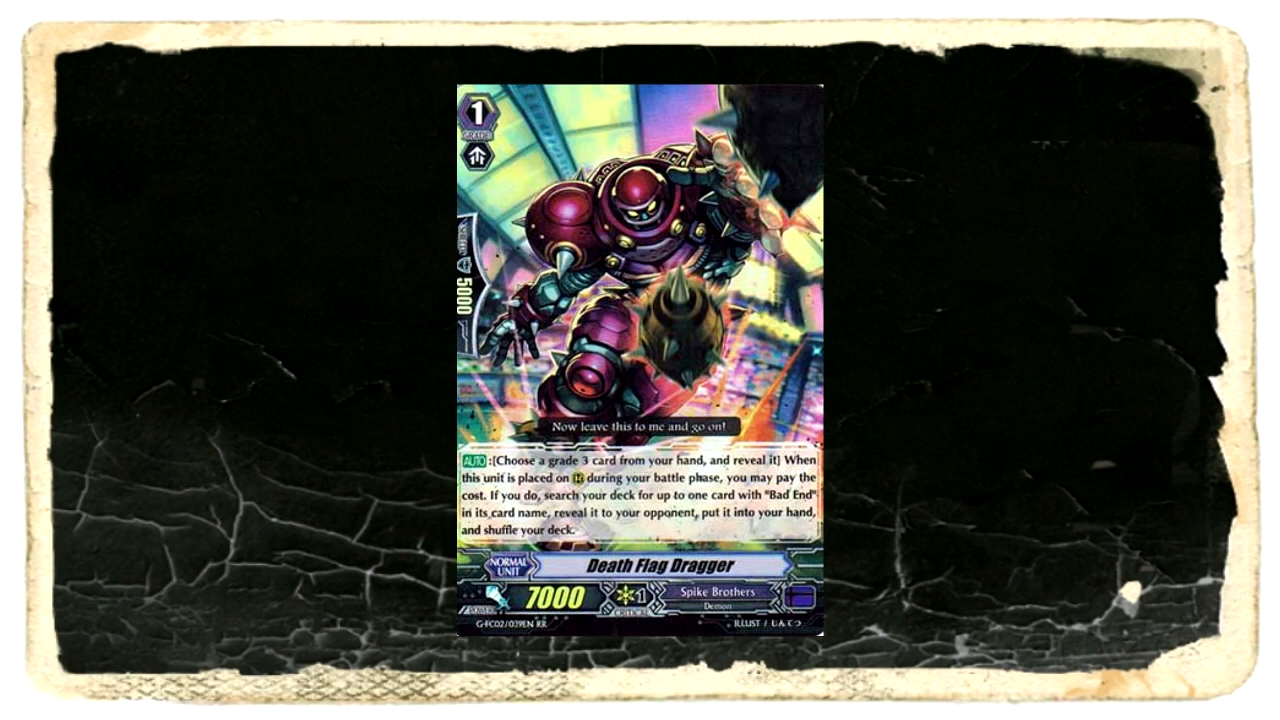 1
GRADE
5000
Now leave this to me and go on!
AUTO:[Choose a grade 3 card from your hand, and reveal it] When
this unit is placed on R during your battle phase, you may pay the
cost. If you do, search your deck for up to one card with "Bad End"
in its card name, reveal it to your opponent, put it into your hand,
and shuffle your deck.
NORMAL
UNIT
Death Flag Dragger
POWER
7000
1
CRITICAL
Spike Brothers
Demon
G-FC02/039EN RR
ILLUST /